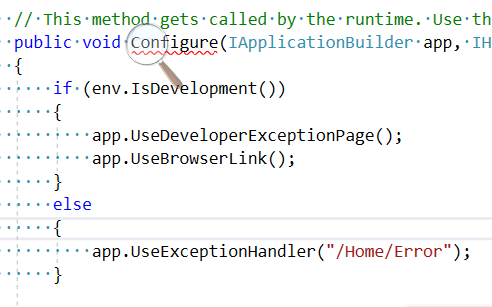 // This method gets called by the runtime. Use th
public void Configure(IApplicationBuilder app, IH
{
if (env.IsDevelopment())
{
app.UseDeveloperExceptionPage();
app.UseBrowserLink();
}
else
{
app.UseExceptionHandler("/Home/Error");
}